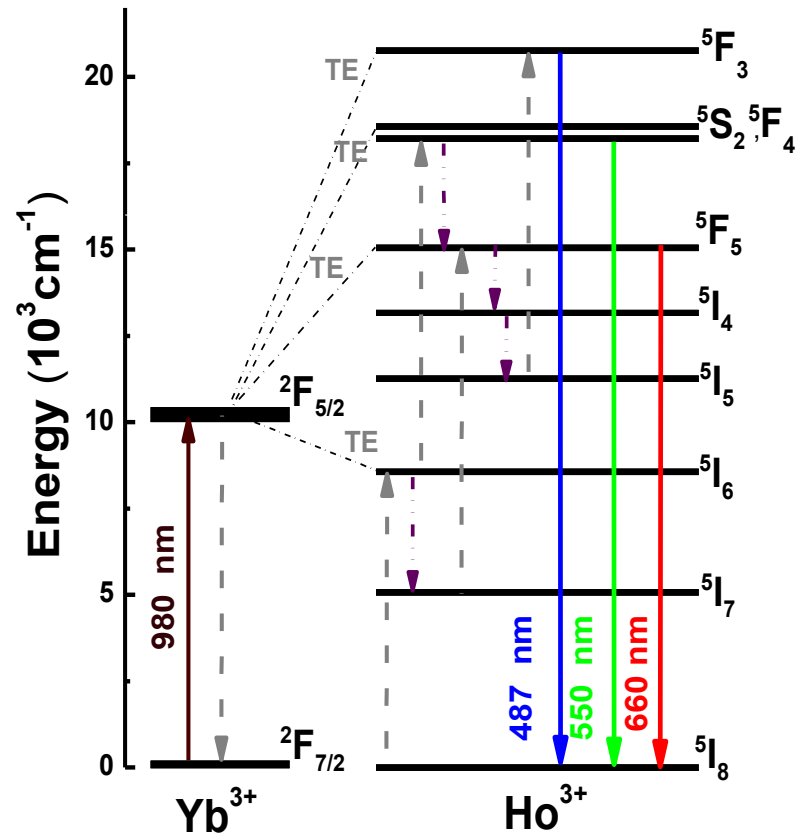 Energy (10³cm⁻¹)
20
15
10
5
0
⁵F₃
⁵S₂,⁵F₄
⁵F₅
⁵I₄
⁵I₅
⁵I₆
⁵I₇
⁵I₈
TE
TE
TE
TE
²F₅/₂
²F₇/₂
980 nm
487 nm
550 nm
660 nm
Yb³⁺
Ho³⁺